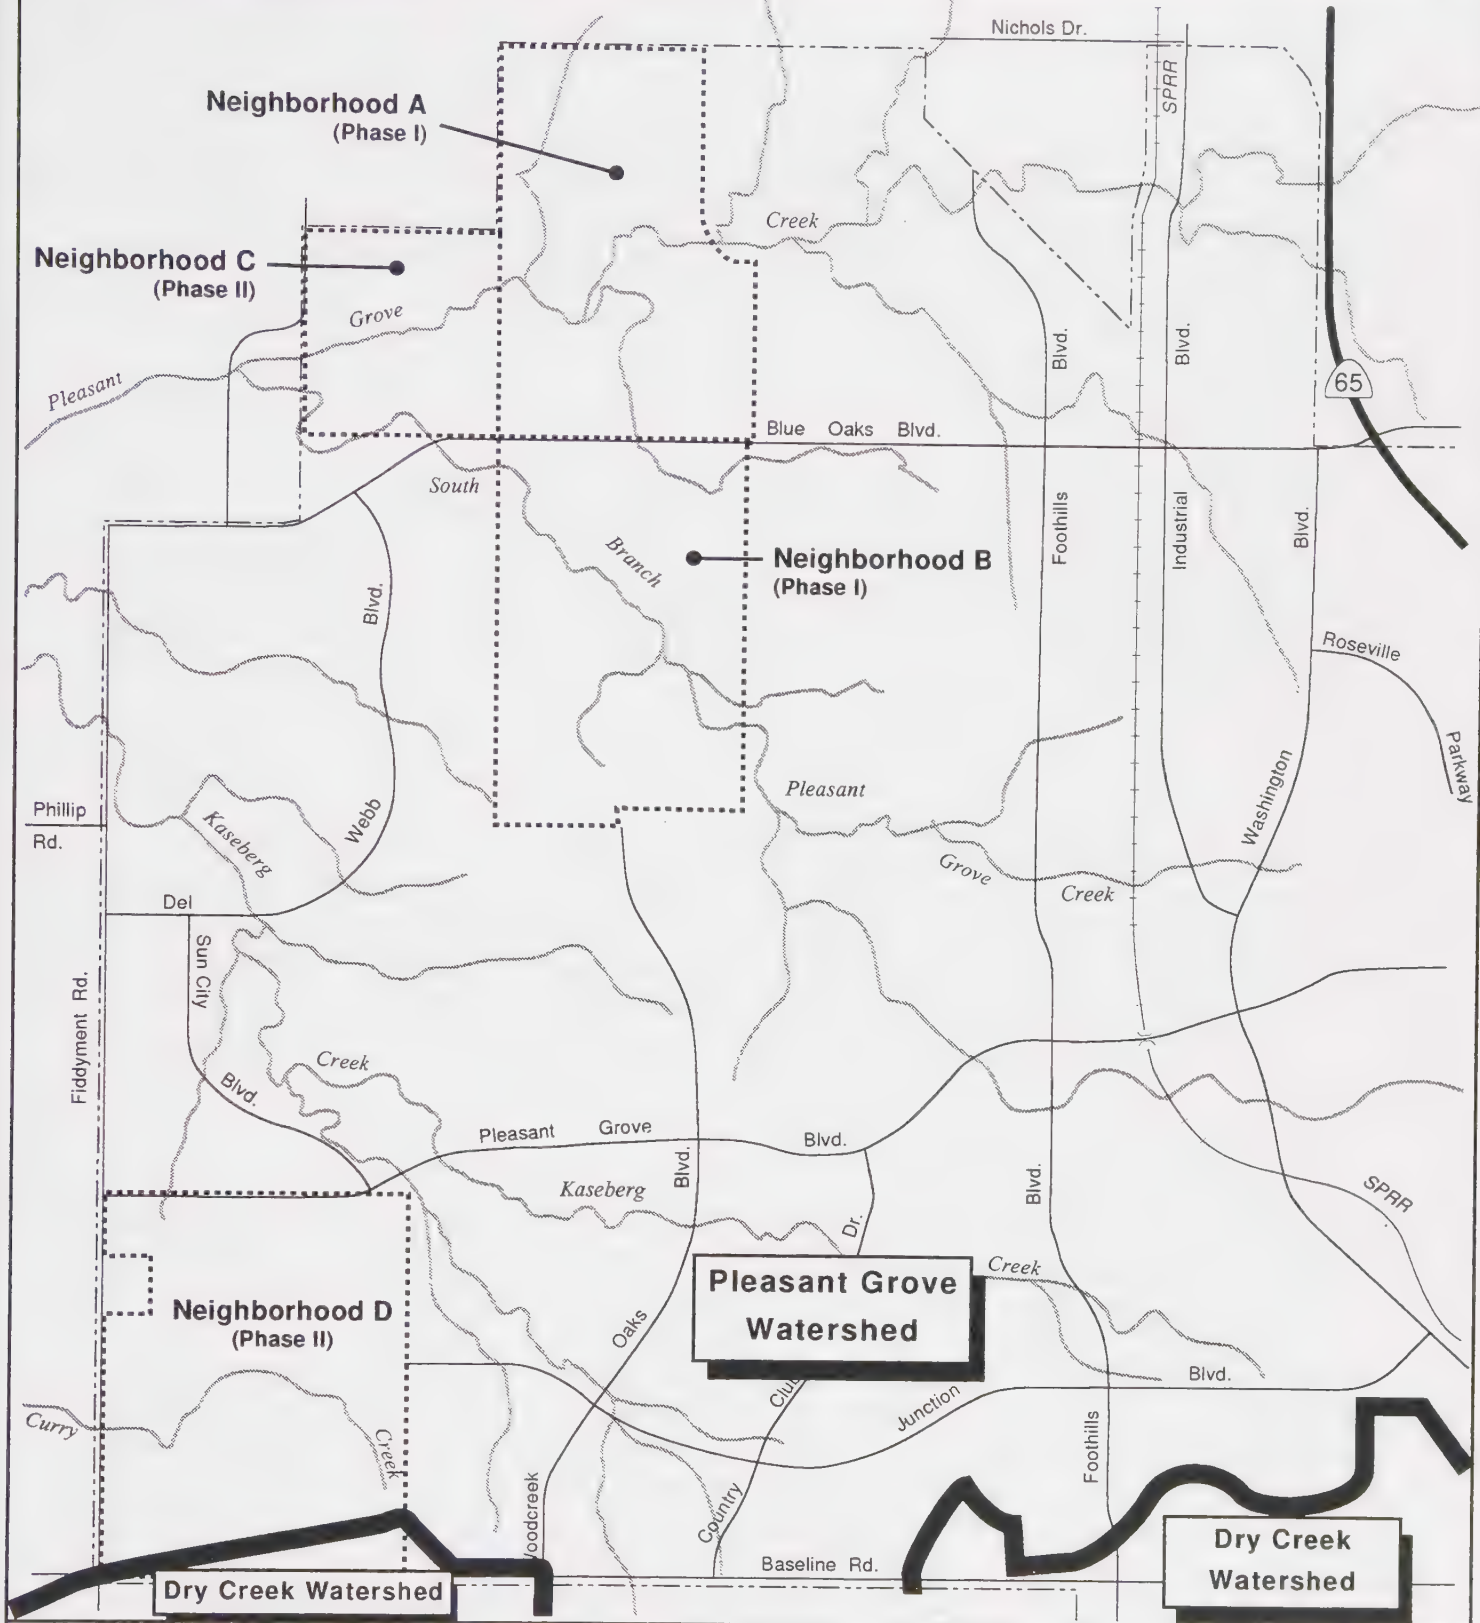 Nichols Dr.
SPRR
Neighborhood A
(Phase I)
Creek
Neighborhood C
(Phase II)
Grove
Pleasant
Blvd.
Blvd.
65
Blue Oaks Blvd.
South
Foothills
Industrial
Blvd.
Branch
Neighborhood B
(Phase I)
Blvd.
Roseville
Parkway
Washington
Pleasant
Phillip
Rd.
Kaseberg
Webb
Grove
Creek
Del
Sun City
Blvd.
Fiddyment Rd.
Creek
Pleasant Grove Blvd.
Blvd.
Blvd.
Kaseberg
SPRR
Dr.
Creek
Pleasant Grove
Watershed
Neighborhood D
(Phase II)
Oaks
Blvd.
Club
Junction
Curry
Creek
Foothills
Woodcreek
Country
Baseline Rd.
Dry Creek
Watershed
Dry Creek Watershed